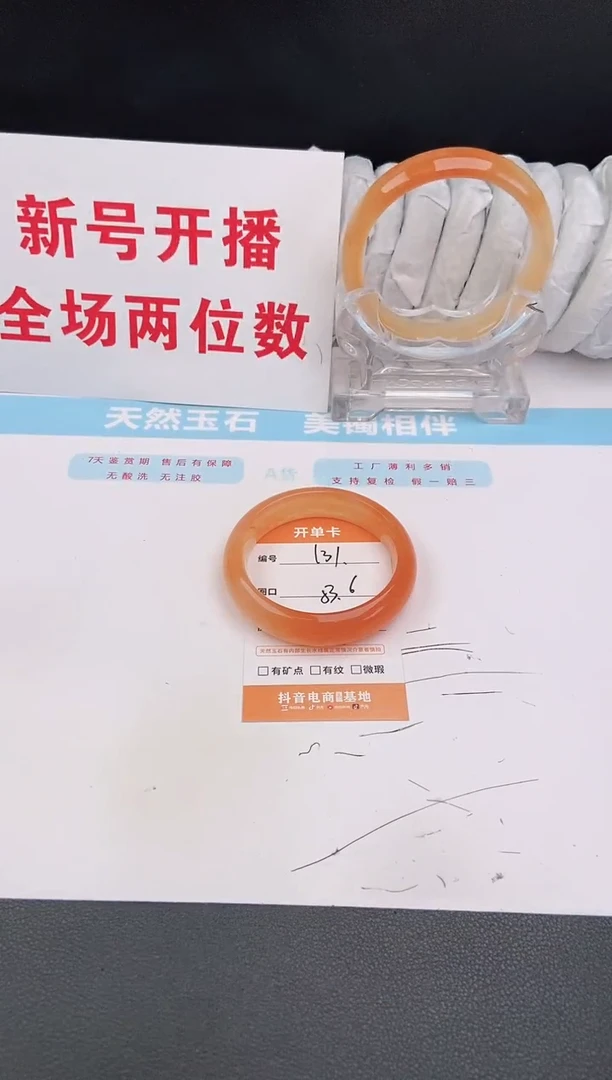 新号开播
全场两位数
天然玉石 美镯相伴
7天鉴赏期 售后有保障
无酸洗 无注胶
A货
工厂薄利多销
支持复检 假一赔三
开单卡
编号 131.
圈口
□有矿点 □有纹 □微瑕
抖音电商 基地